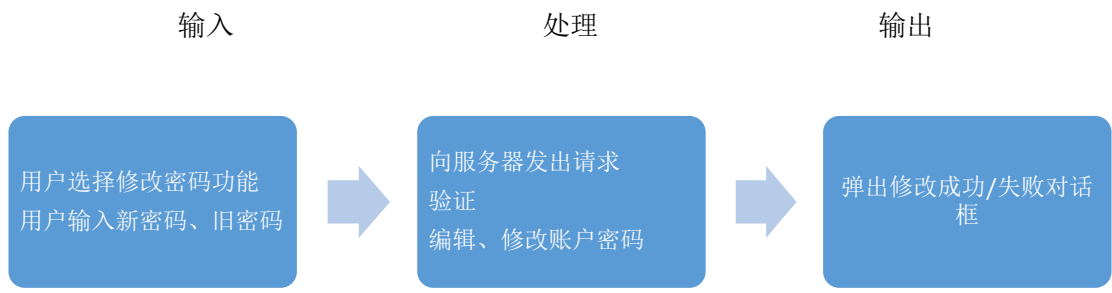 输入
处理
输出
用户选择修改密码功能
用户输入新密码、旧密码
向服务器发出请求
验证
编辑、修改账户密码
弹出修改成功/失败对话
框